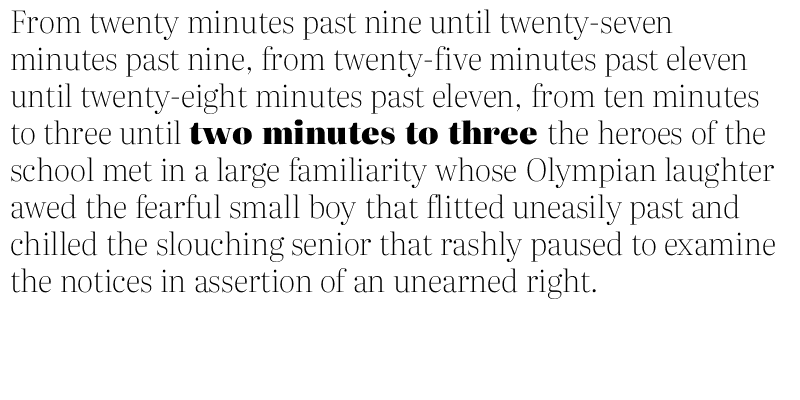 From twenty minutes past nine until twenty-seven
minutes past nine, from twenty-five minutes past eleven
until twenty-eight minutes past eleven, from ten minutes
to three until two minutes to three the heroes of the
school met in a large familiarity whose Olympian laughter
awed the fearful small boy that flitted uneasily past and
chilled the slouching senior that rashly paused to examine
the notices in assertion of an unearned right.